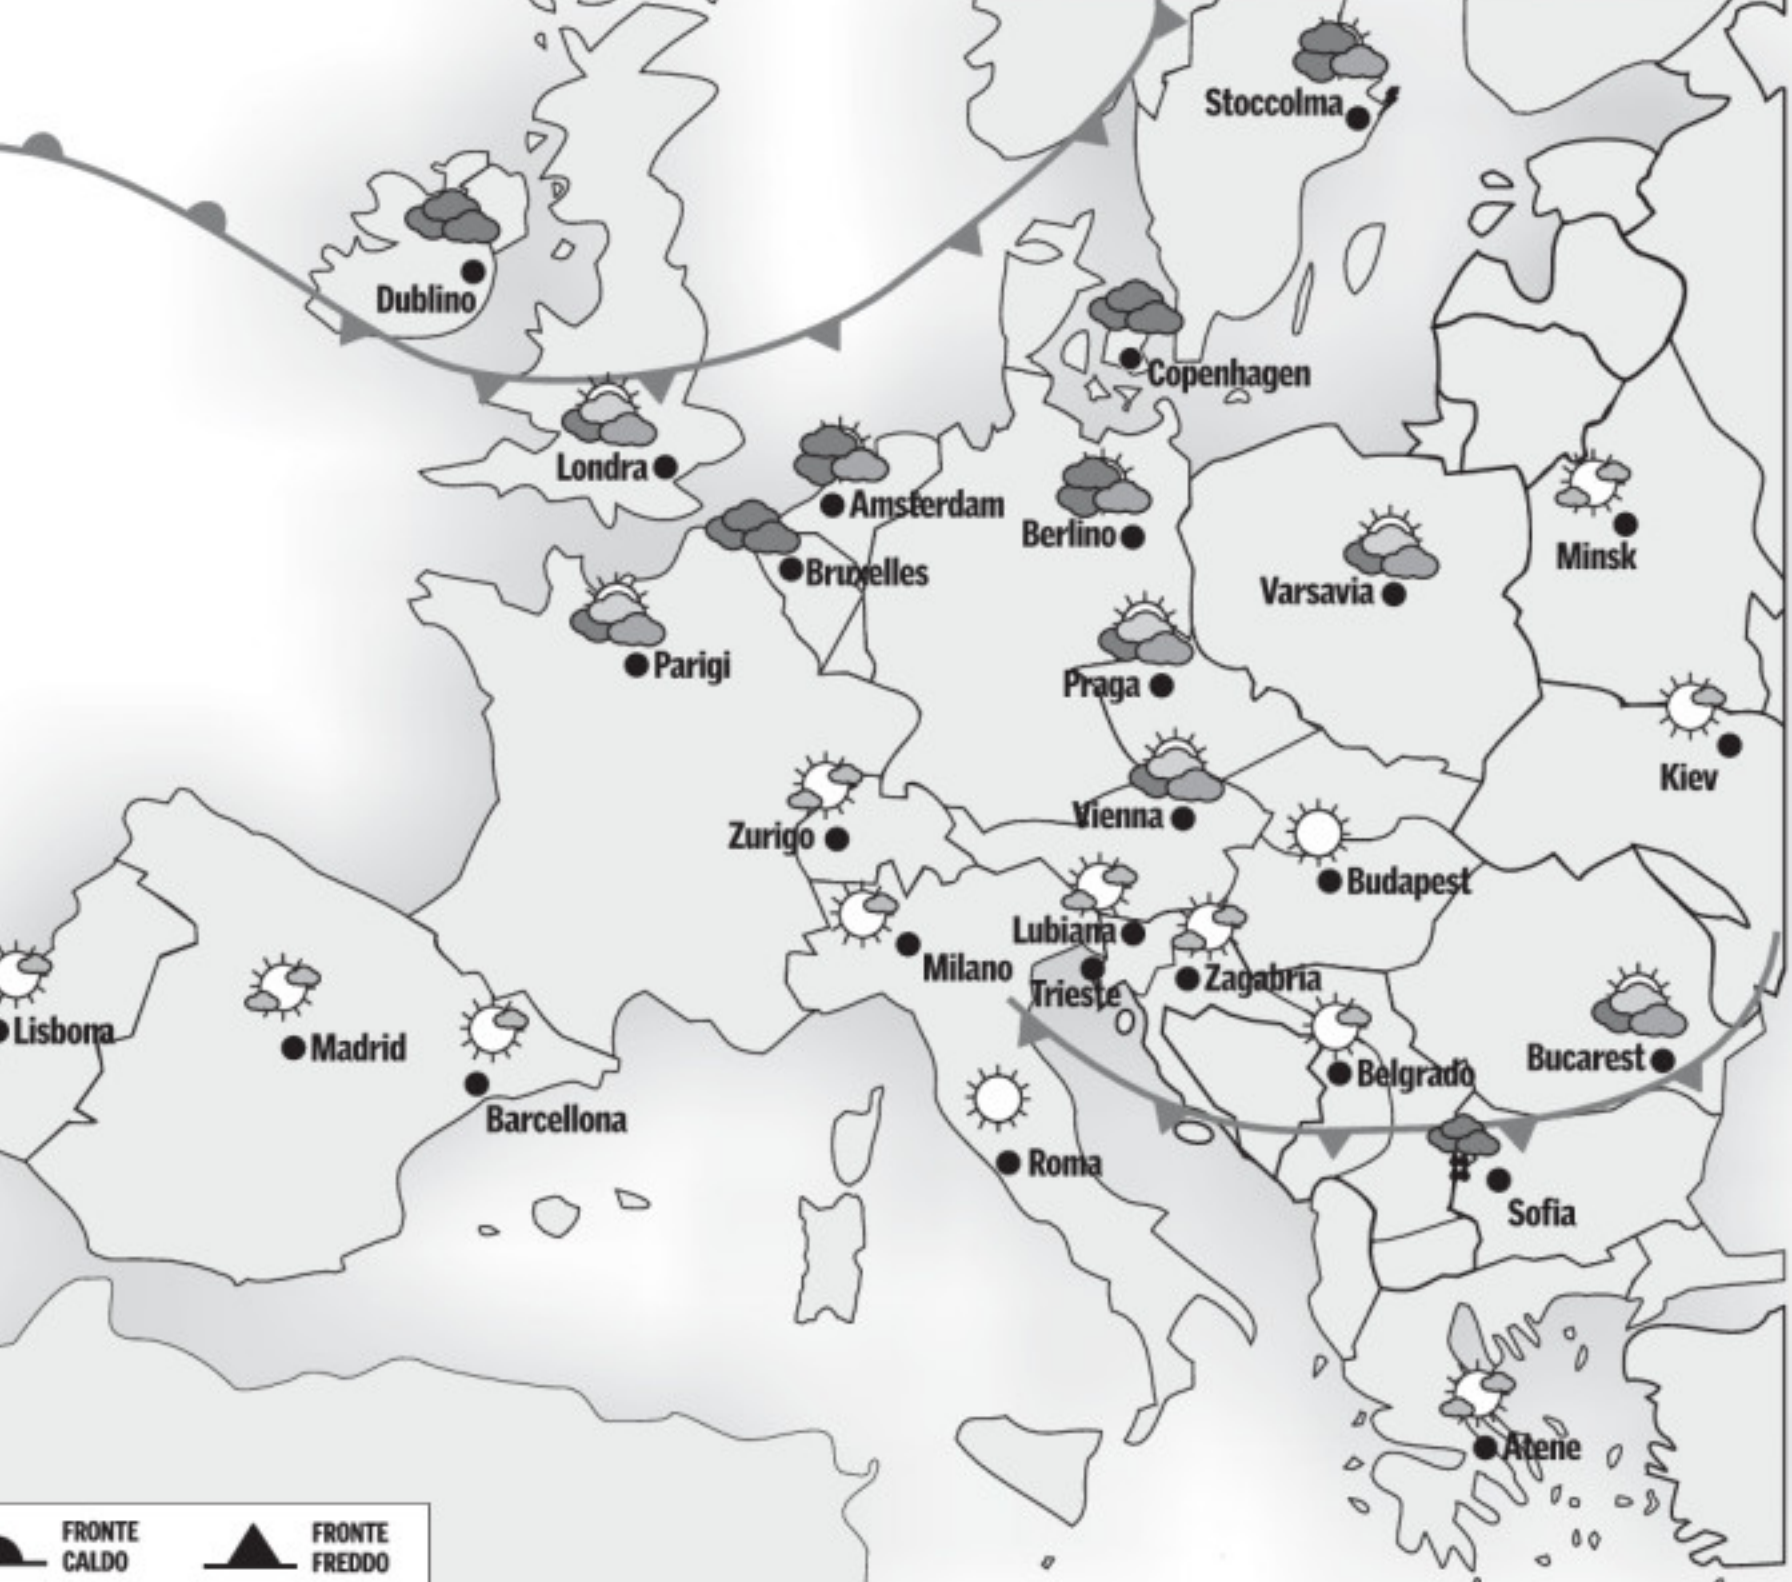 Stoccolma
Dublino
Copenhagen
Londra
Amsterdam
Berlino
Minsk
Bruxelles
Varsavia
Parigi
Praga
Kiev
Vienna
Zurigo
Budapest
Lubiana
Milano
Zagabria
Trieste
Lisbona
Madrid
Bucarest
Belgrado
Barcellona
Roma
Sofia
Atene
FRONTE
CALDO
FRONTE
FREDDO